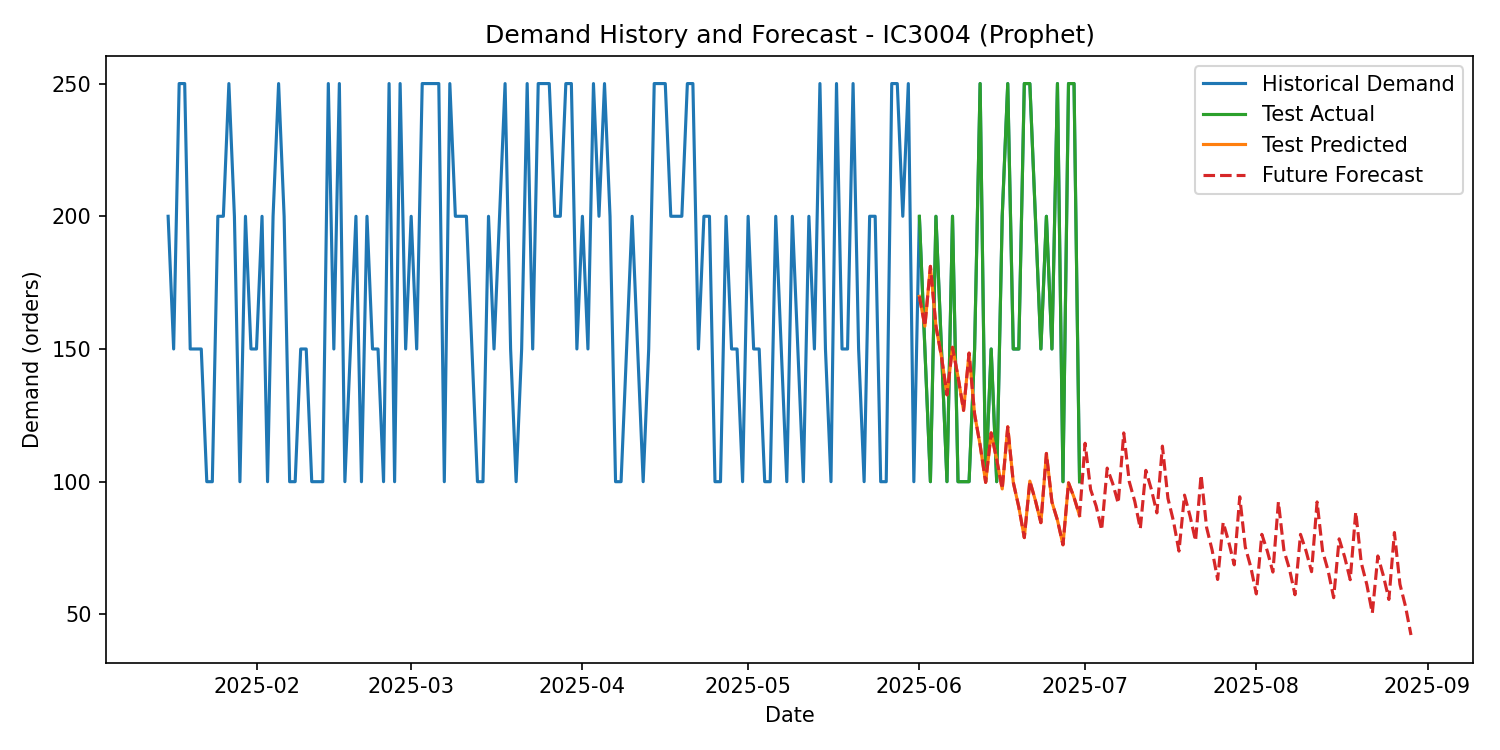 Demand History and Forecast - IC3004 (Prophet)
Historical Demand
Test Actual
Test Predicted
Future Forecast
Demand (orders)
250
200
150
100
50
2025-02 2025-03 2025-04 2025-05 2025-06 2025-07 2025-08 2025-09
Date